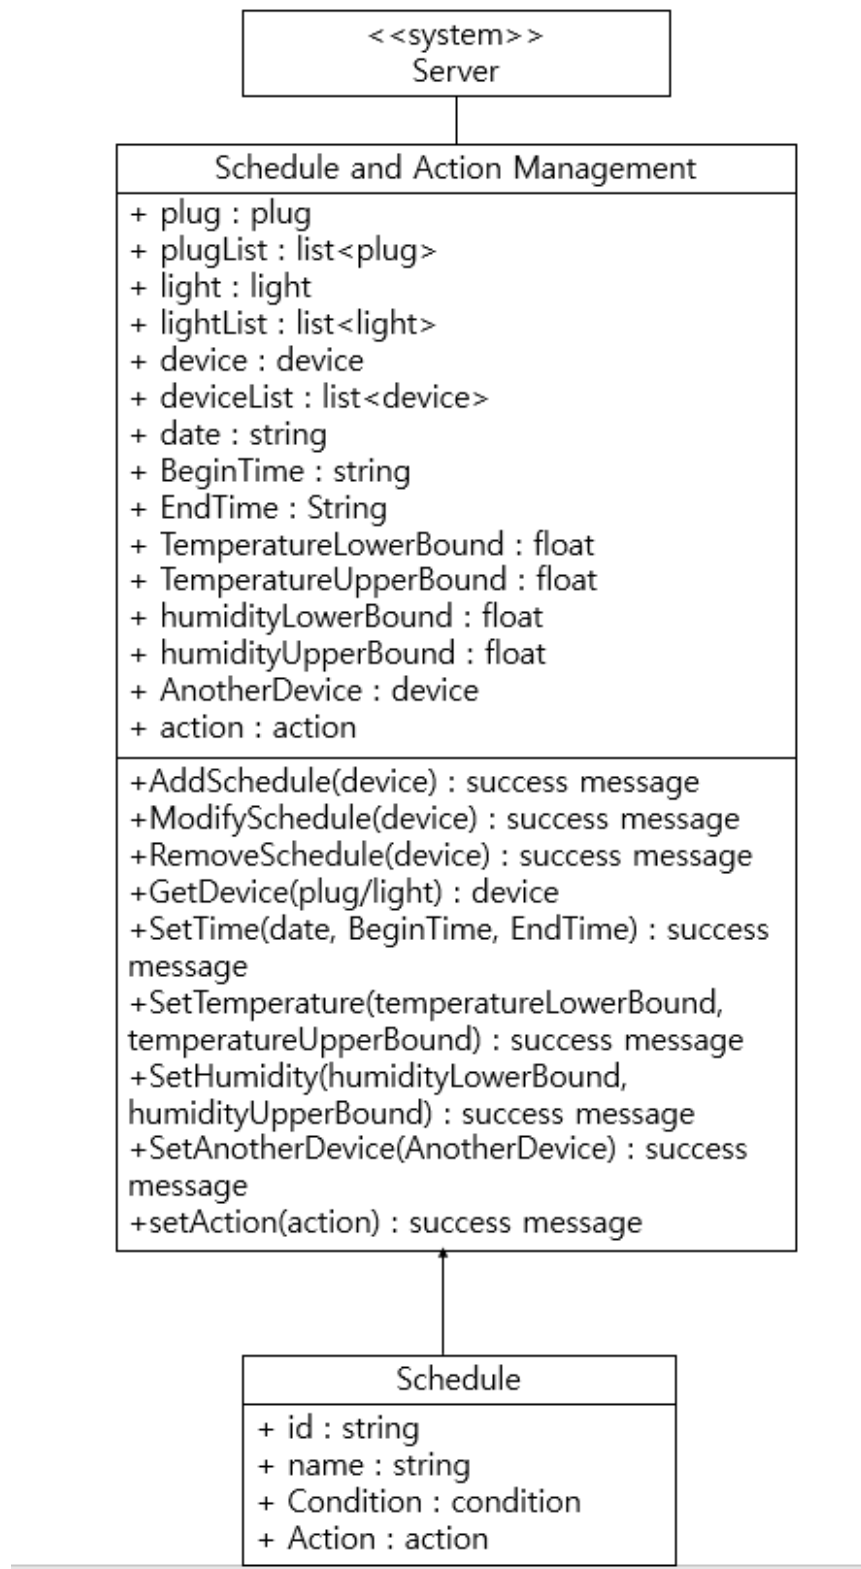 <<system>>
Server
Schedule and Action Management
+ plug : plug
+ plugList : list<plug>
+ light : light
+ lightList : list<light>
+ device : device
+ deviceList : list<device>
+ date : string
+ BeginTime : string
+ EndTime : String
+ TemperatureLowerBound : float
+ TemperatureUpperBound : float
+ humidityLowerBound : float
+ humidityUpperBound : float
+ AnotherDevice : device
+ action : action
+AddSchedule(device) : success message
+ModifySchedule(device) : success message
+RemoveSchedule(device) : success message
+GetDevice(plug/light) : device
+SetTime(date, BeginTime, EndTime) : success
message
+SetTemperature(temperatureLowerBound,
temperatureUpperBound) : success message
+SetHumidity(humidityLowerBound,
humidityUpperBound) : success message
+SetAnotherDevice(AnotherDevice) : success
message
+setAction(action) : success message
Schedule
+ id : string
+ name : string
+ Condition : condition
+ Action : action